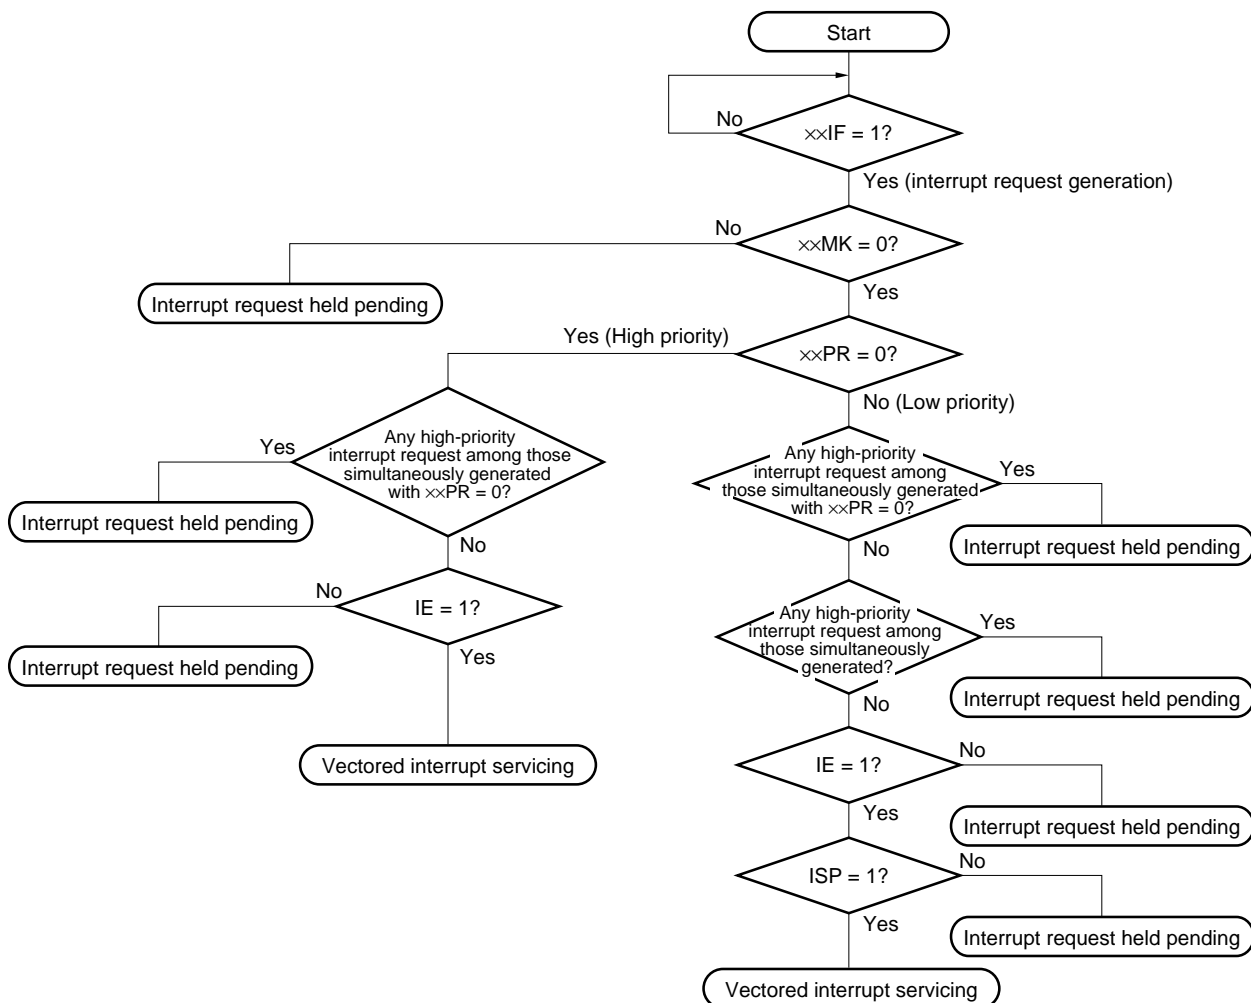 Start
No
××IF = 1?
Yes (interrupt request generation)
No
××MK = 0?
Interrupt request held pending
Yes
Yes (High priority)
××PR = 0?
No (Low priority)
Yes
Any high-priority
interrupt request among those
simultaneously generated
with ××PR = 0?
Interrupt request held pending
No
Any high-priority
interrupt request among
those simultaneously generated
with ××PR = 0?
Yes
Interrupt request held pending
No
No
IE = 1?
Interrupt request held pending
Yes
Any high-priority
interrupt request among
those simultaneously
generated?
Yes
Interrupt request held pending
No
Vectored interrupt servicing
IE = 1?
No
Interrupt request held pending
Yes
ISP = 1?
No
Interrupt request held pending
Yes
Vectored interrupt servicing